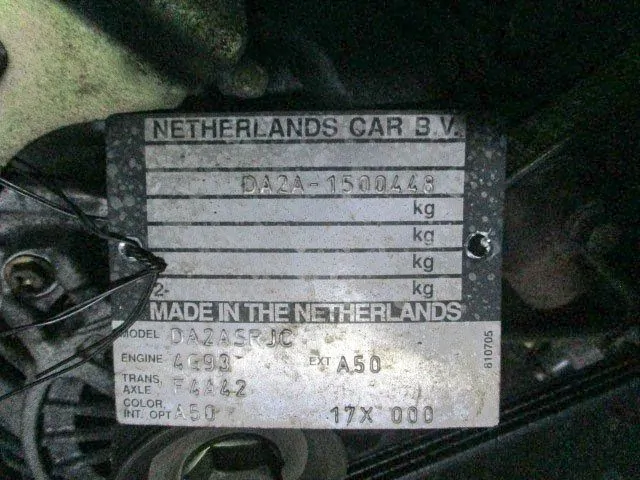 NETHERLANDS CAR B.V.
DA2A-1500448
kg
kg
kg
2- kg
MADE IN THE NETHERLANDS
MODEL DA2ASRJC
ENGINE 4G93 EXT A50
TRANS. AXLE F4A42
COLOR, INT. OPT A50 17X 000
810705